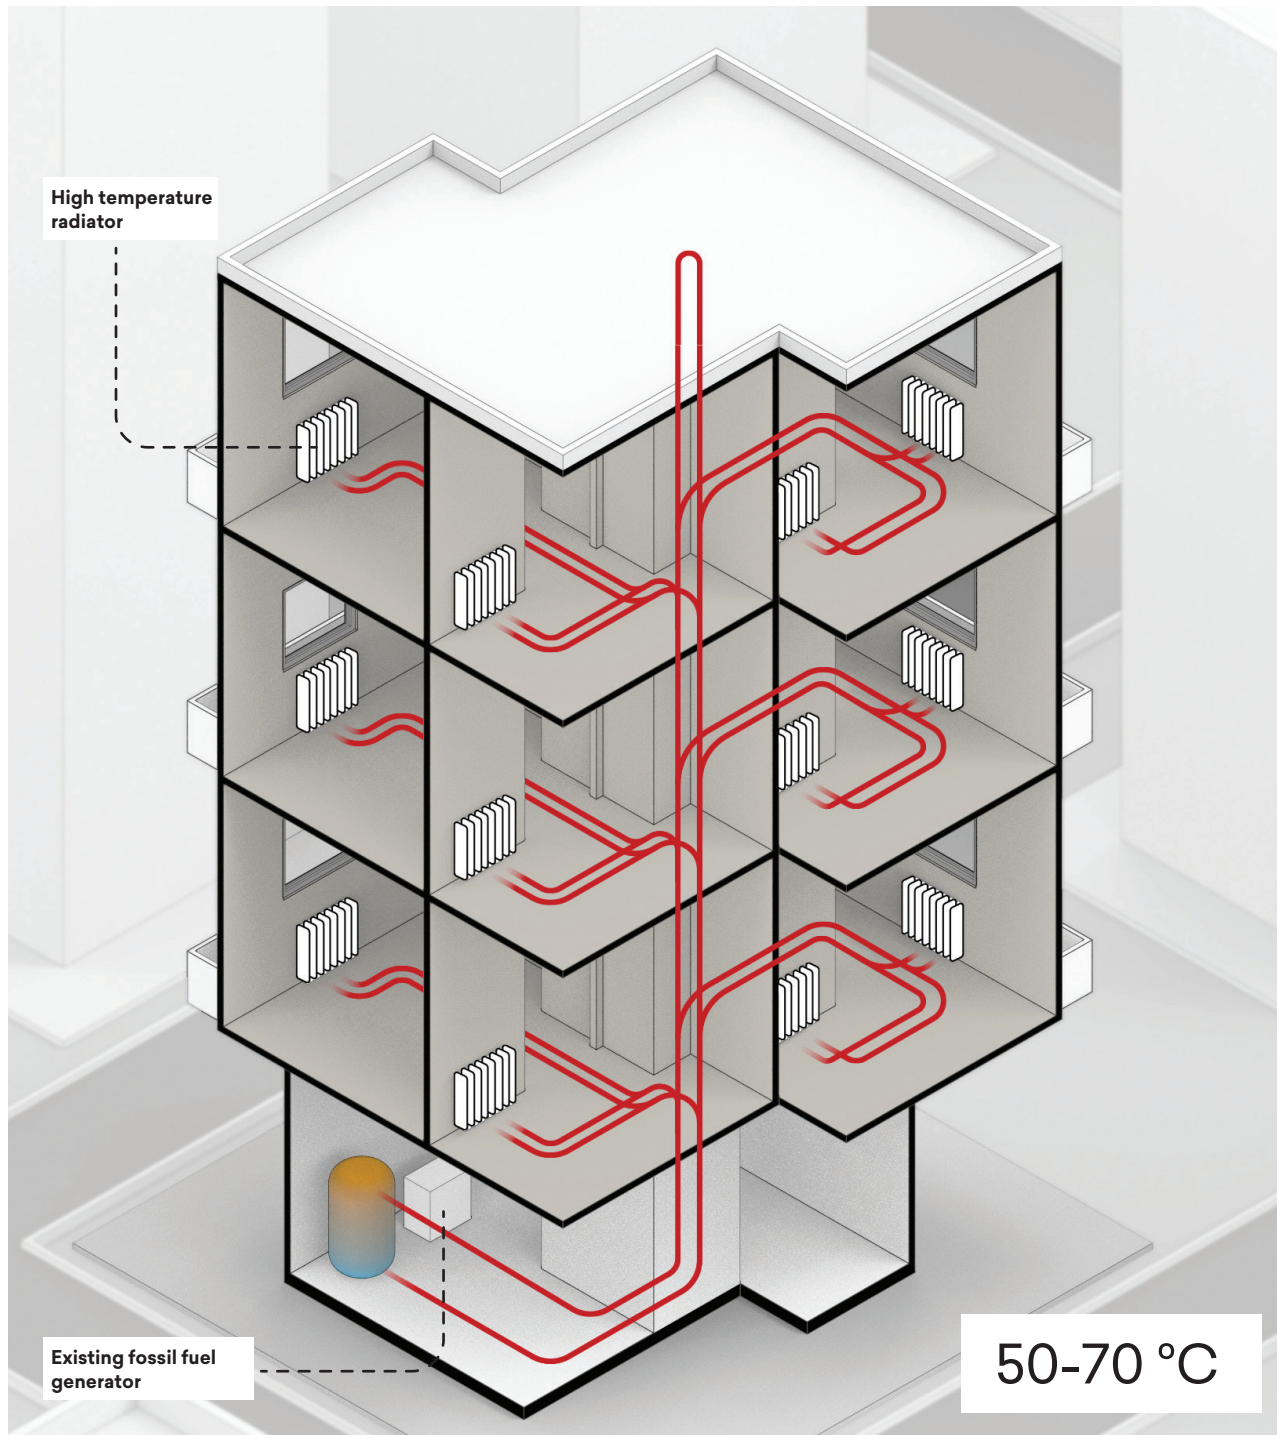 High temperature
radiator
Existing fossil fuel
generator
50-70 °C